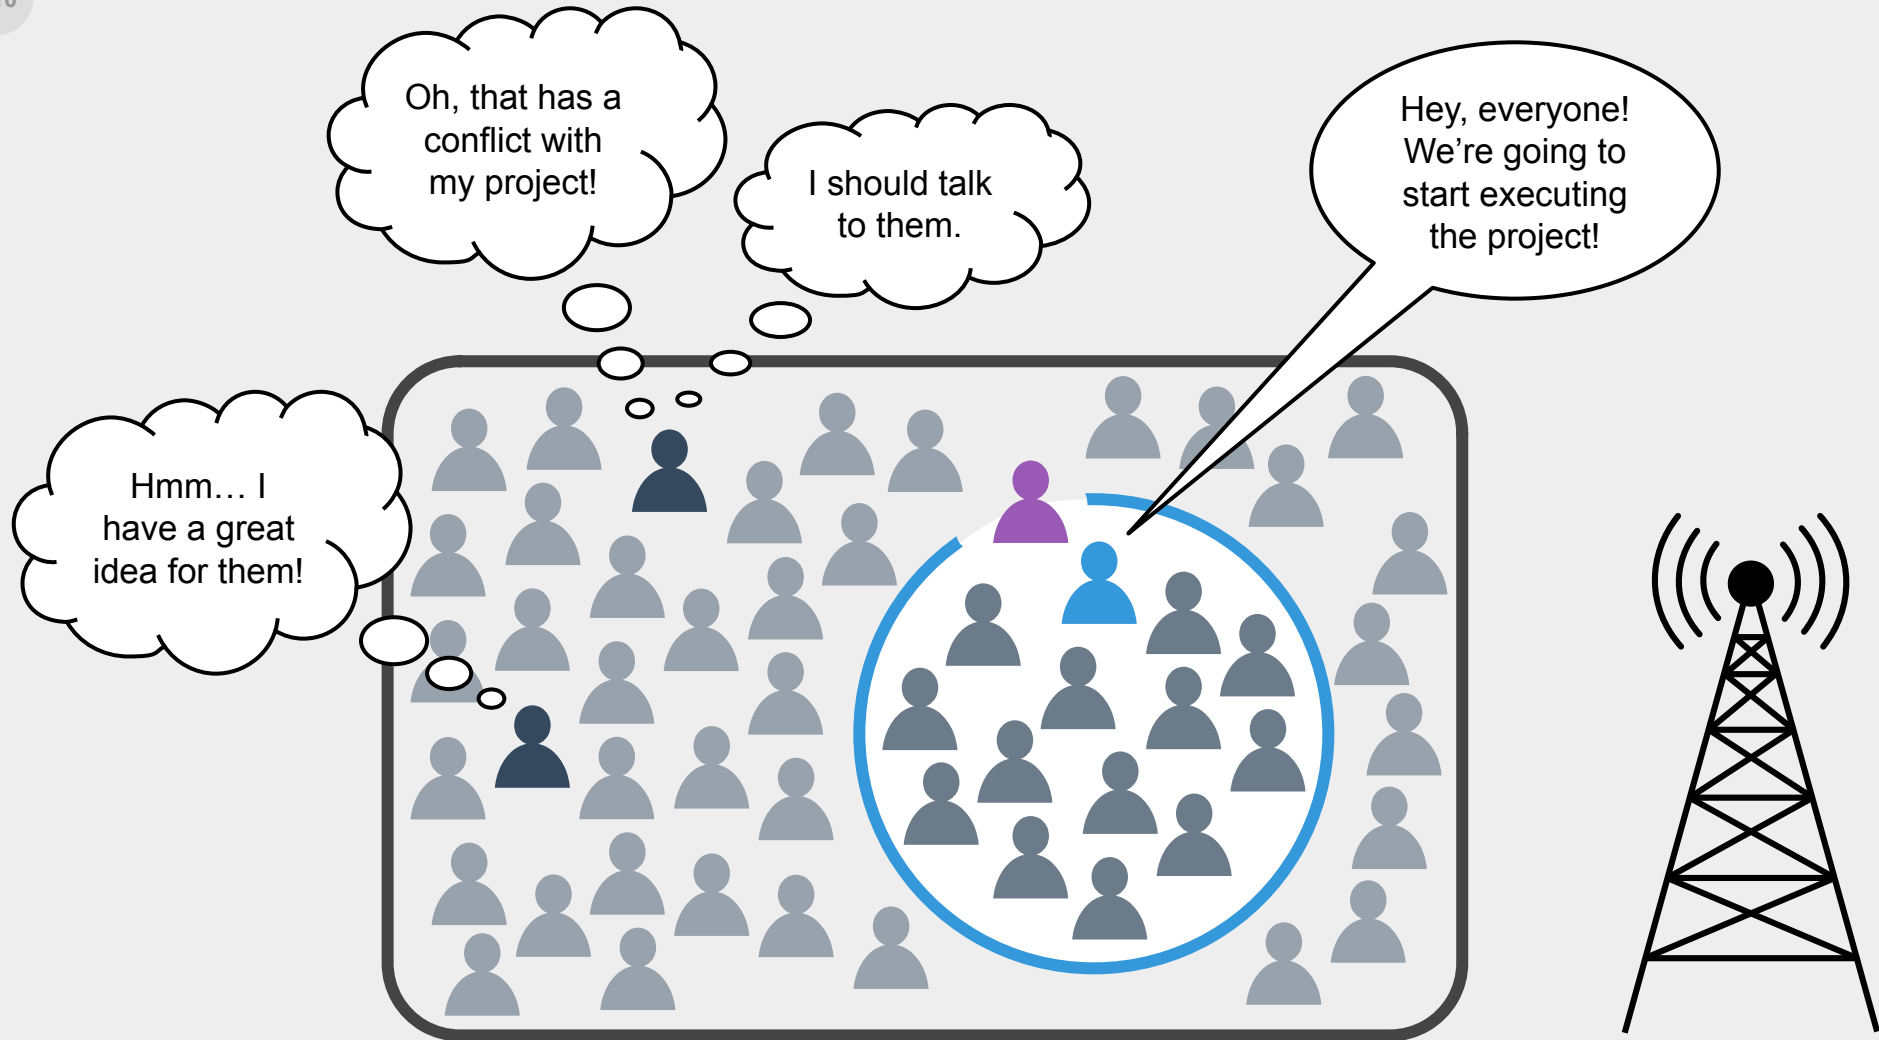 Oh, that has a
conflict with
my project!
I should talk
to them.
Hey, everyone!
We're going to
start executing
the project!
Hmm… I
have a great
idea for them!